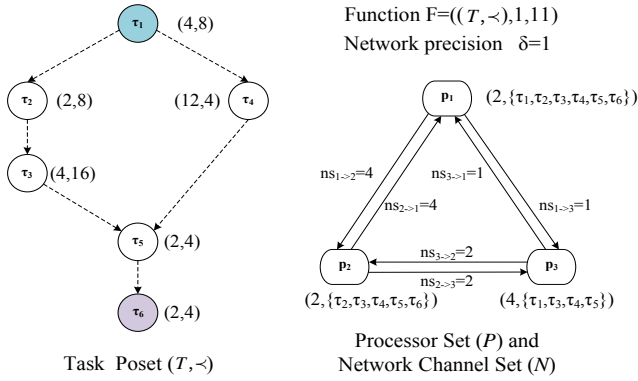 τ₁
(4,8)
τ₂
(2,8)
(12,4)
τ₄
τ₃
(4,16)
τ₅
(2,4)
τ₆
(2,4)
Task Poset (T,≺)
Function F=((T,≺),1,11)
Network precision δ=1
p₁
(2,{τ₁,τ₂,τ₃,τ₄,τ₅,τ₆})
ns₁->₂=4
ns₂->₁=4
ns₃->₁=1
ns₁->₃=1
ns₃->₂=2
ns₂->₃=2
p₂
p₃
(2,{τ₂,τ₃,τ₄,τ₅,τ₆})
(4,{τ₁,τ₃,τ₄,τ₅})
Processor Set (P) and
Network Channel Set (N)